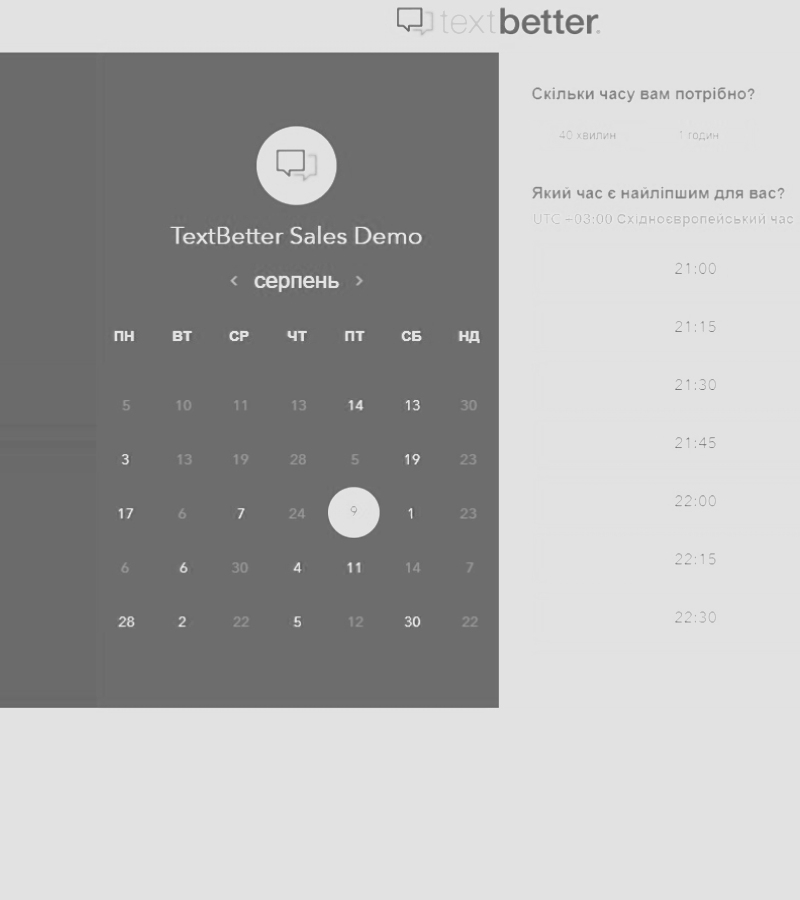 textbetter.
TextBetter Sales Demo
< серпень >
ПН ВТ СР ЧТ ПТ СБ НД
5 10 11 13 14 13 30
3 13 19 28 5 19 23
17 6 7 24 9 1 23
6 6 30 4 11 14 7
28 2 22 5 12 30 22
Скільки часу вам потрібно?
40 хвилин 1 годин
Який час є найліпшим для вас?
UTC −03:00 Східноєвропейський час
21:00
21:15
21:30
21:45
22:00
22:15
22:30